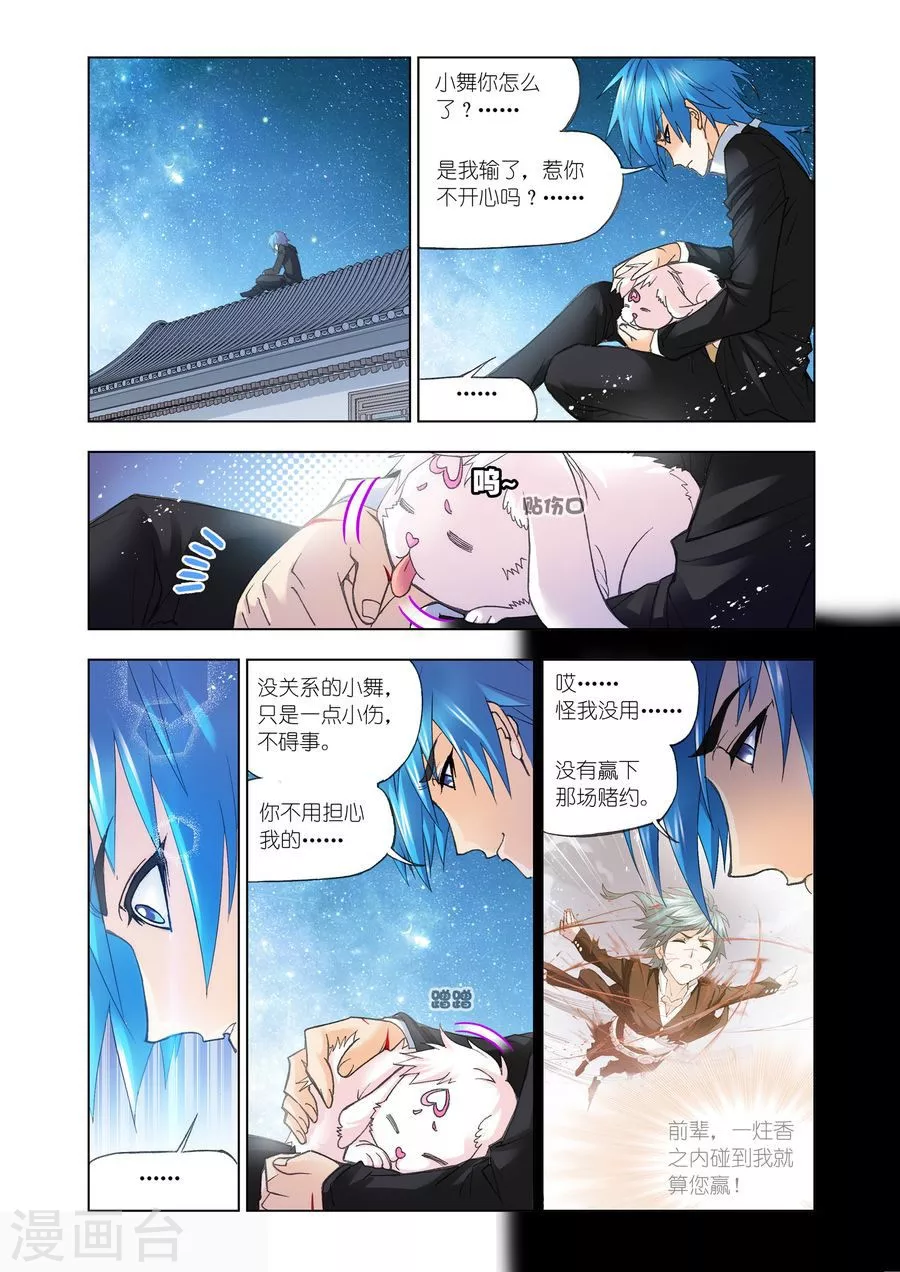 小舞你怎么
了？……
是我输了，惹你
不开心吗？……
……
呜~
贴伤口
……
没关系的小舞，
只是一点小伤，
不碍事。
你不用担心
我的……
蹭蹭
哎……
怪我没用……
没有赢下
那场赌约。
前辈，一炷香
之内碰到我就
算您赢！
漫画台